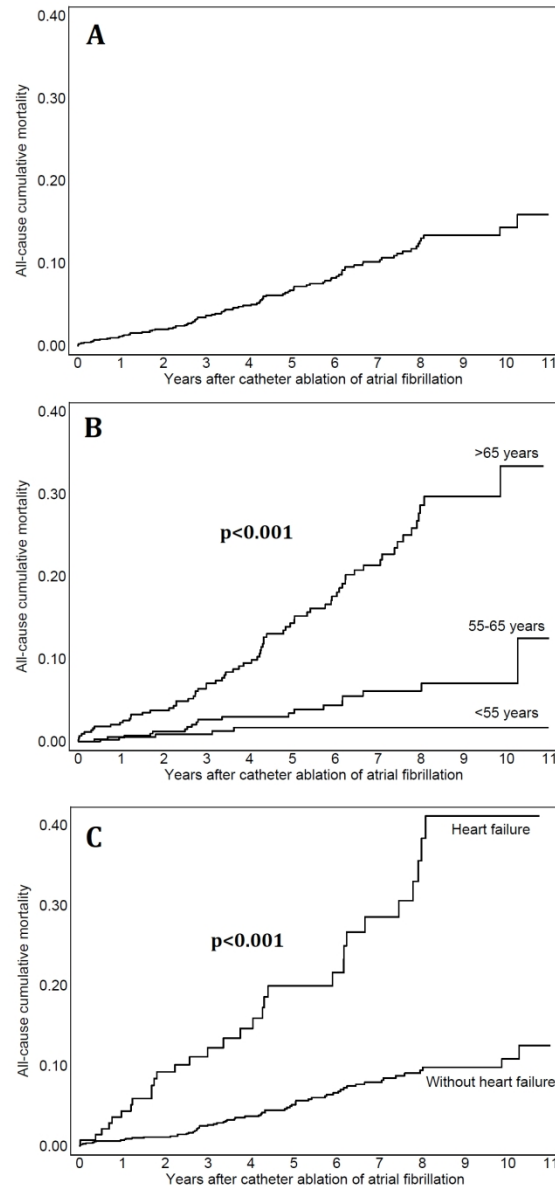 A
All-cause cumulative mortality
0.40
0.30
0.20
0.10
0.00
0 1 2 3 4 5 6 7 8 9 10 11
Years after catheter ablation of atrial fibrillation
B
All-cause cumulative mortality
0.40
0.30
0.20
0.10
0.00
>65 years
p<0.001
55-65 years
<55 years
0 1 2 3 4 5 6 7 8 9 10 11
Years after catheter ablation of atrial fibrillation
C
All-cause cumulative mortality
0.40
0.30
0.20
0.10
0.00
Heart failure
p<0.001
Without heart failure
0 1 2 3 4 5 6 7 8 9 10 11
Years after catheter ablation of atrial fibrillation